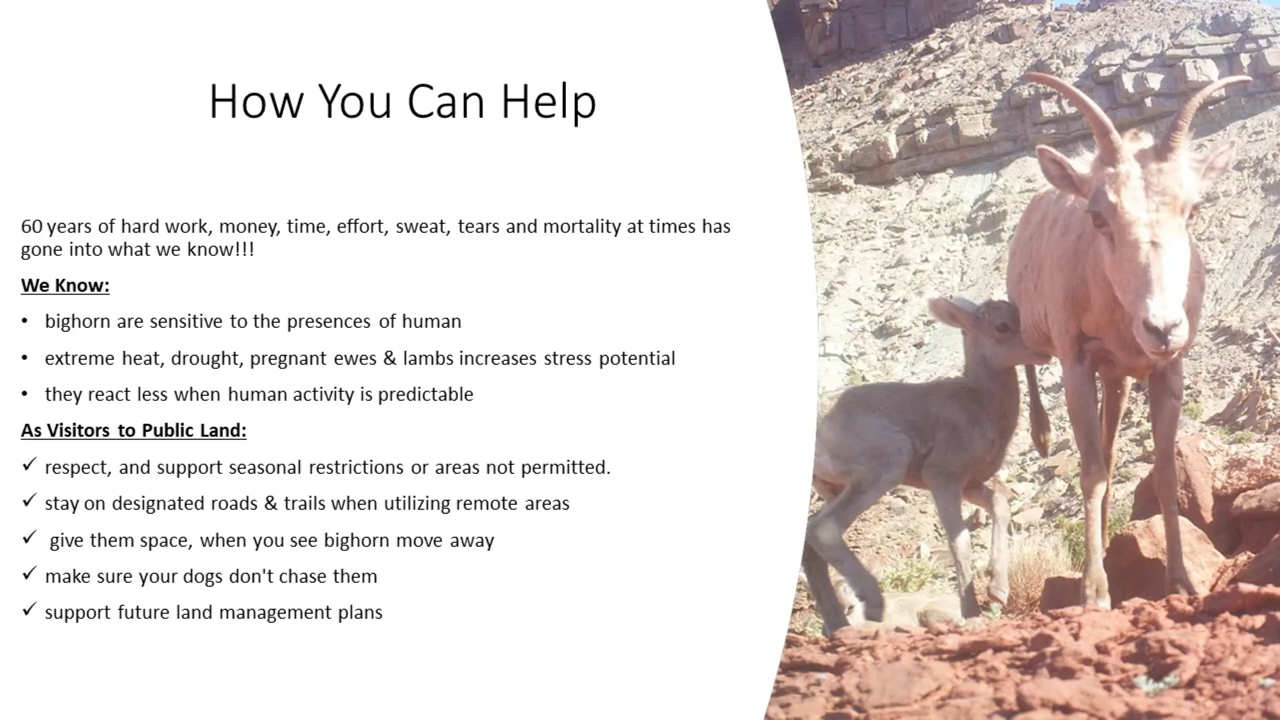 How You Can Help
60 years of hard work, money, time, effort, sweat, tears and mortality at times has
gone into what we know!!!
We Know:
• bighorn are sensitive to the presences of human
• extreme heat, drought, pregnant ewes & lambs increases stress potential
• they react less when human activity is predictable
As Visitors to Public Land:
✓ respect, and support seasonal restrictions or areas not permitted.
✓ stay on designated roads & trails when utilizing remote areas
✓ give them space, when you see bighorn move away
✓ make sure your dogs don't chase them
✓ support future land management plans